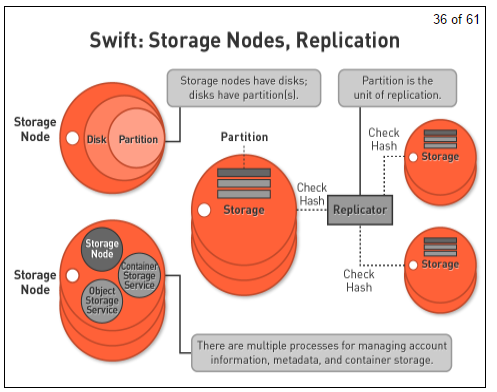 36 of 61
Swift: Storage Nodes, Replication
Storage nodes have disks;
disks have partition(s).
Partition is the
unit of replication.
Storage
Node
Disk
Partition
Partition
Storage
Check
Hash
Replicator
Check
Hash
Storage
Check
Hash
Storage
Storage
Node
Storage
Node
Container
Storage
Service
Object
Storage
Service
There are multiple processes for managing account
information, metadata, and container storage.